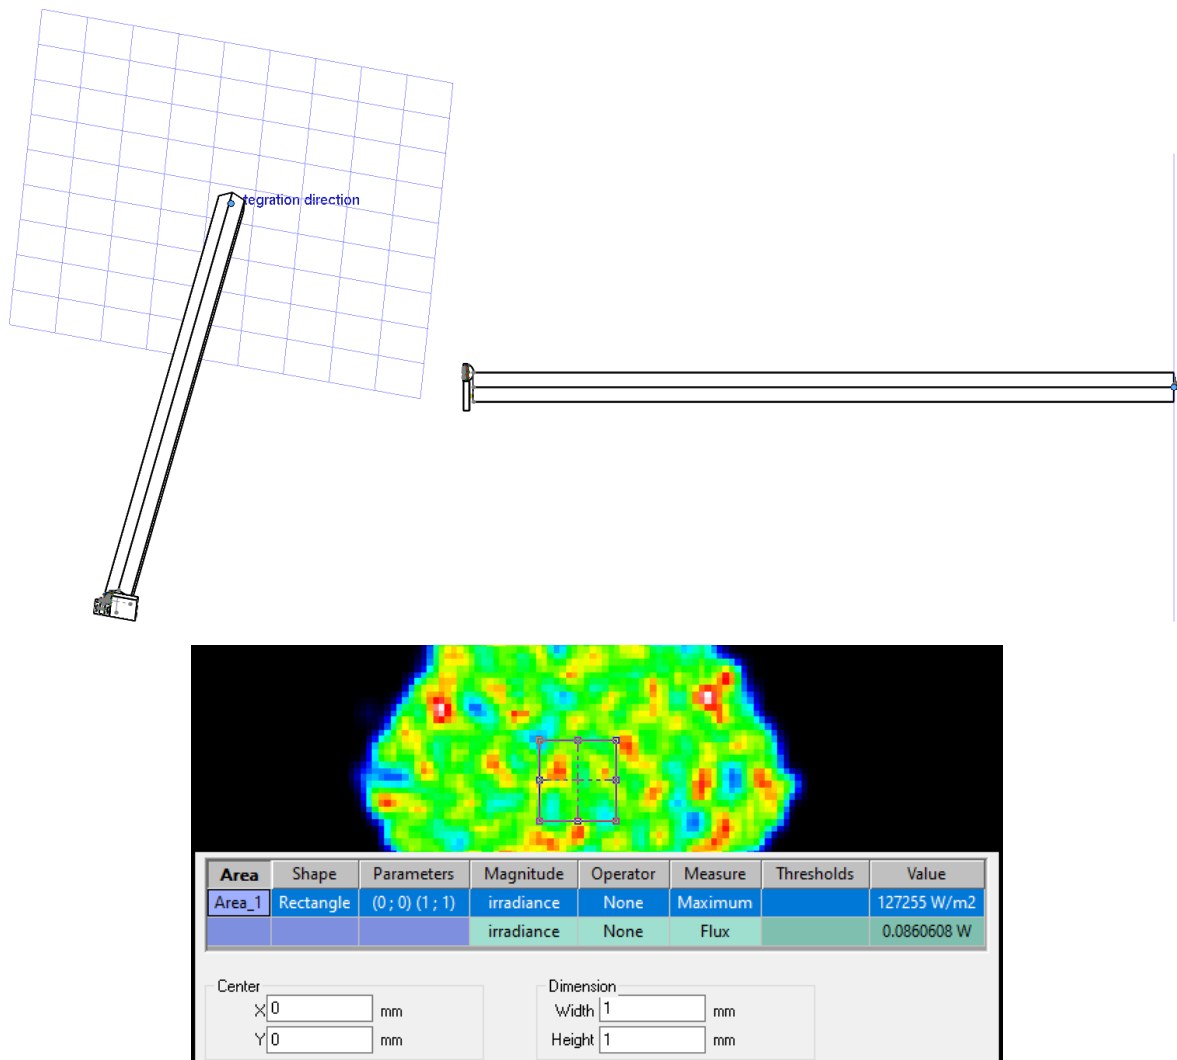 tegration direction
Area Shape Parameters Magnitude Operator Measure Thresholds Value
Area_1 Rectangle (0 ; 0) (1 ; 1) irradiance None Maximum 127255 W/m2
irradiance None Flux 0.0860608 W
Center Dimension
X 0 mm Width 1 mm
Y 0 mm Height 1 mm